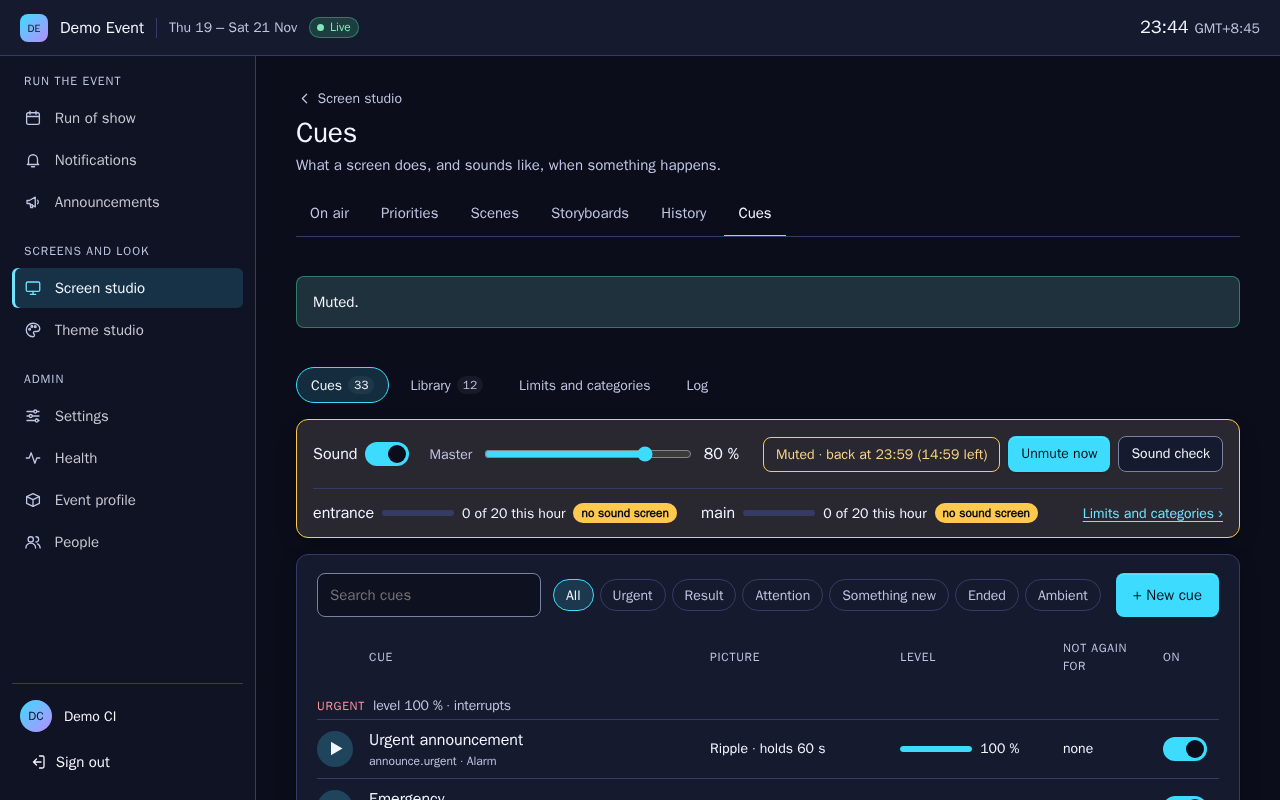 DE Demo Event Thu 19 – Sat 21 Nov Live 23:44 GMT+8:45
RUN THE EVENT
Run of show
Notifications
Announcements
SCREENS AND LOOK
Screen studio
Theme studio
ADMIN
Settings
Health
Event profile
People
DC Demo CI
Sign out
Screen studio
Cues
What a screen does, and sounds like, when something happens.
On air Priorities Scenes Storyboards History Cues
Muted.
Cues 33 Library 12 Limits and categories Log
Sound Master 80 % Muted · back at 23:59 (14:59 left) Unmute now Sound check
entrance 0 of 20 this hour no sound screen main 0 of 20 this hour no sound screen Limits and categories ›
Search cues All Urgent Result Attention Something new Ended Ambient + New cue
CUE PICTURE LEVEL NOT AGAIN FOR ON
URGENT level 100 % · interrupts
Urgent announcement Ripple · holds 60 s 100 % none
announce.urgent · Alarm
Emergency